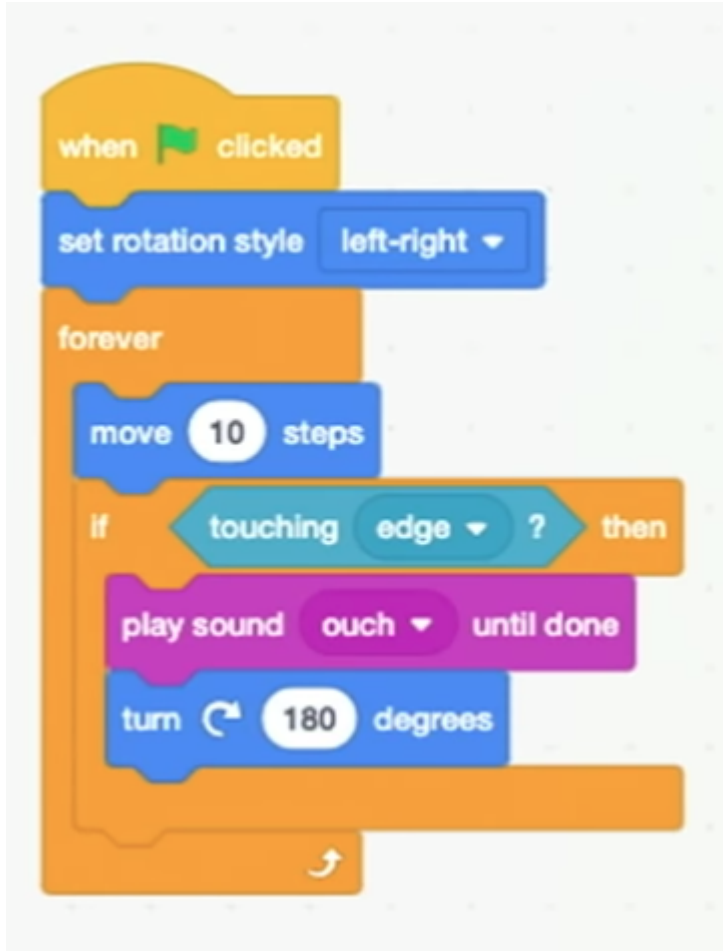 when clicked
set rotation style left-right
forever
move 10 steps
if touching edge ? then
play sound ouch until done
turn 180 degrees